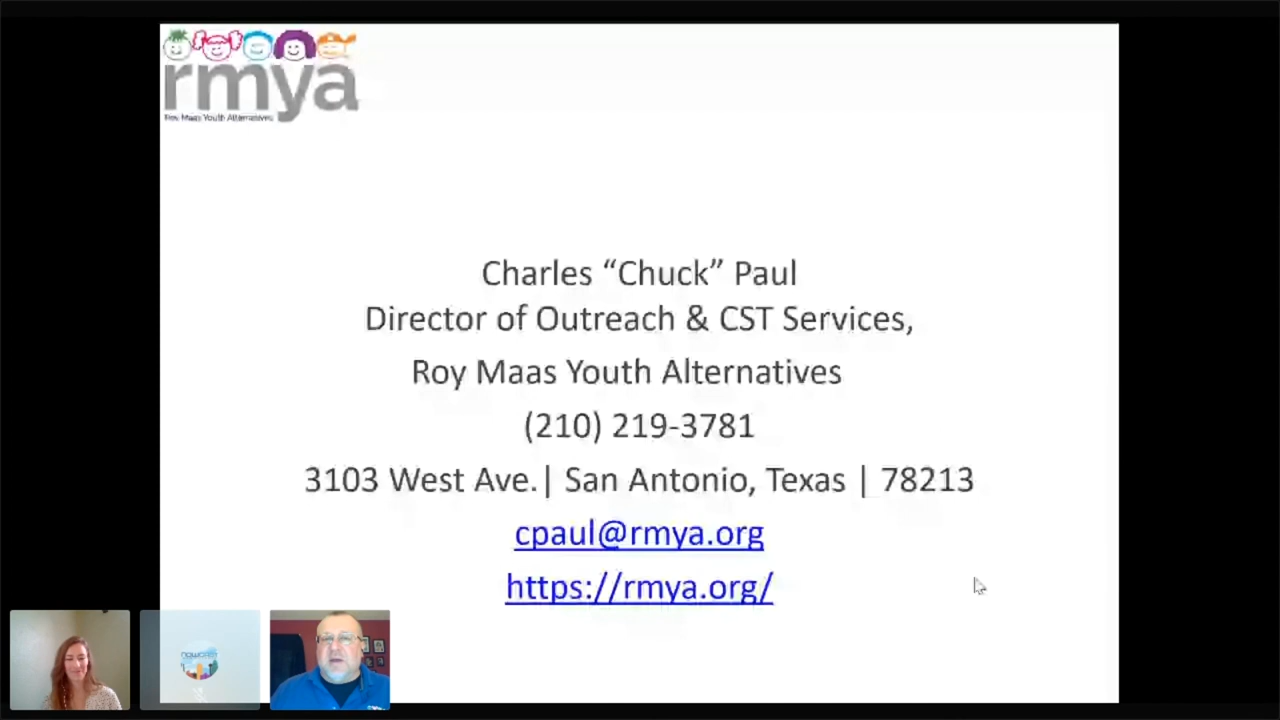 rmya
Roy Maas Youth Alternatives
Charles “Chuck” Paul
Director of Outreach & CST Services,
Roy Maas Youth Alternatives
(210) 219-3781
3103 West Ave.| San Antonio, Texas | 78213
cpaul@rmya.org
https://rmya.org/
nowcast